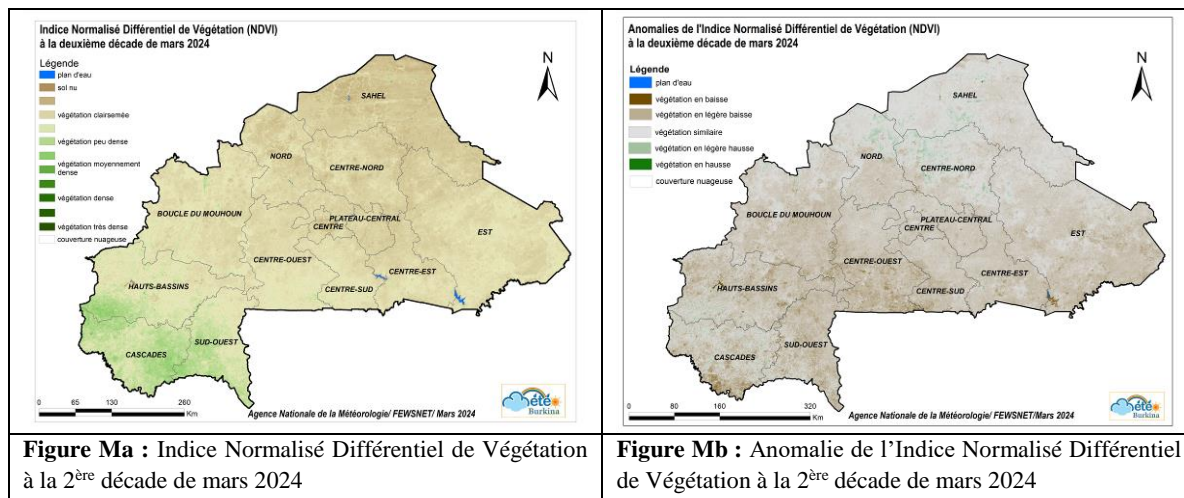 Indice Normalisé Différentiel de Végétation (NDVI)
à la deuxième décade de mars 2024
Légende
plan d'eau
sol nu
végétation clairsemée
végétation peu dense
végétation moyennement
dense
végétation dense
végétation très dense
couverture nuageuse
N
SAHEL
NORD
CENTRE-NORD
BOUCLE DU MOUHOUN
PLATEAU-CENTRAL
CENTRE
EST
CENTRE-OUEST
CENTRE-EST
HAUTS-BASSINS
CENTRE-SUD
SUD-OUEST
CASCADES
0 65 130 260
Km
Agence Nationale de la Météorologie/ FEWSNET/ Mars 2024
Météo
Burkina
Anomalies de l'Indice Normalisé Différentiel de Végétation (NDVI)
à la deuxième décade de mars 2024
Légende
plan d'eau
végétation en baisse
végétation en légère baisse
végétation similaire
végétation en légère hausse
végétation en hausse
couverture nuageuse
N
SAHEL
NORD
CENTRE-NORD
BOUCLE DU MOUHOUN
PLATEAU-CENTRAL
CENTRE
EST
CENTRE-OUEST
CENTRE-EST
HAUTS-BASSINS
CENTRE-SUD
SUD-OUEST
CASCADES
0 80 160 320
Km
Agence Nationale de la Météorologie/ FEWSNET/Mars 2024
Météo
Burkina
Figure Ma : Indice Normalisé Différentiel de Végétation
à la 2ère décade de mars 2024
Figure Mb : Anomalie de l’Indice Normalisé Différentiel
de Végétation à la 2ère décade de mars 2024